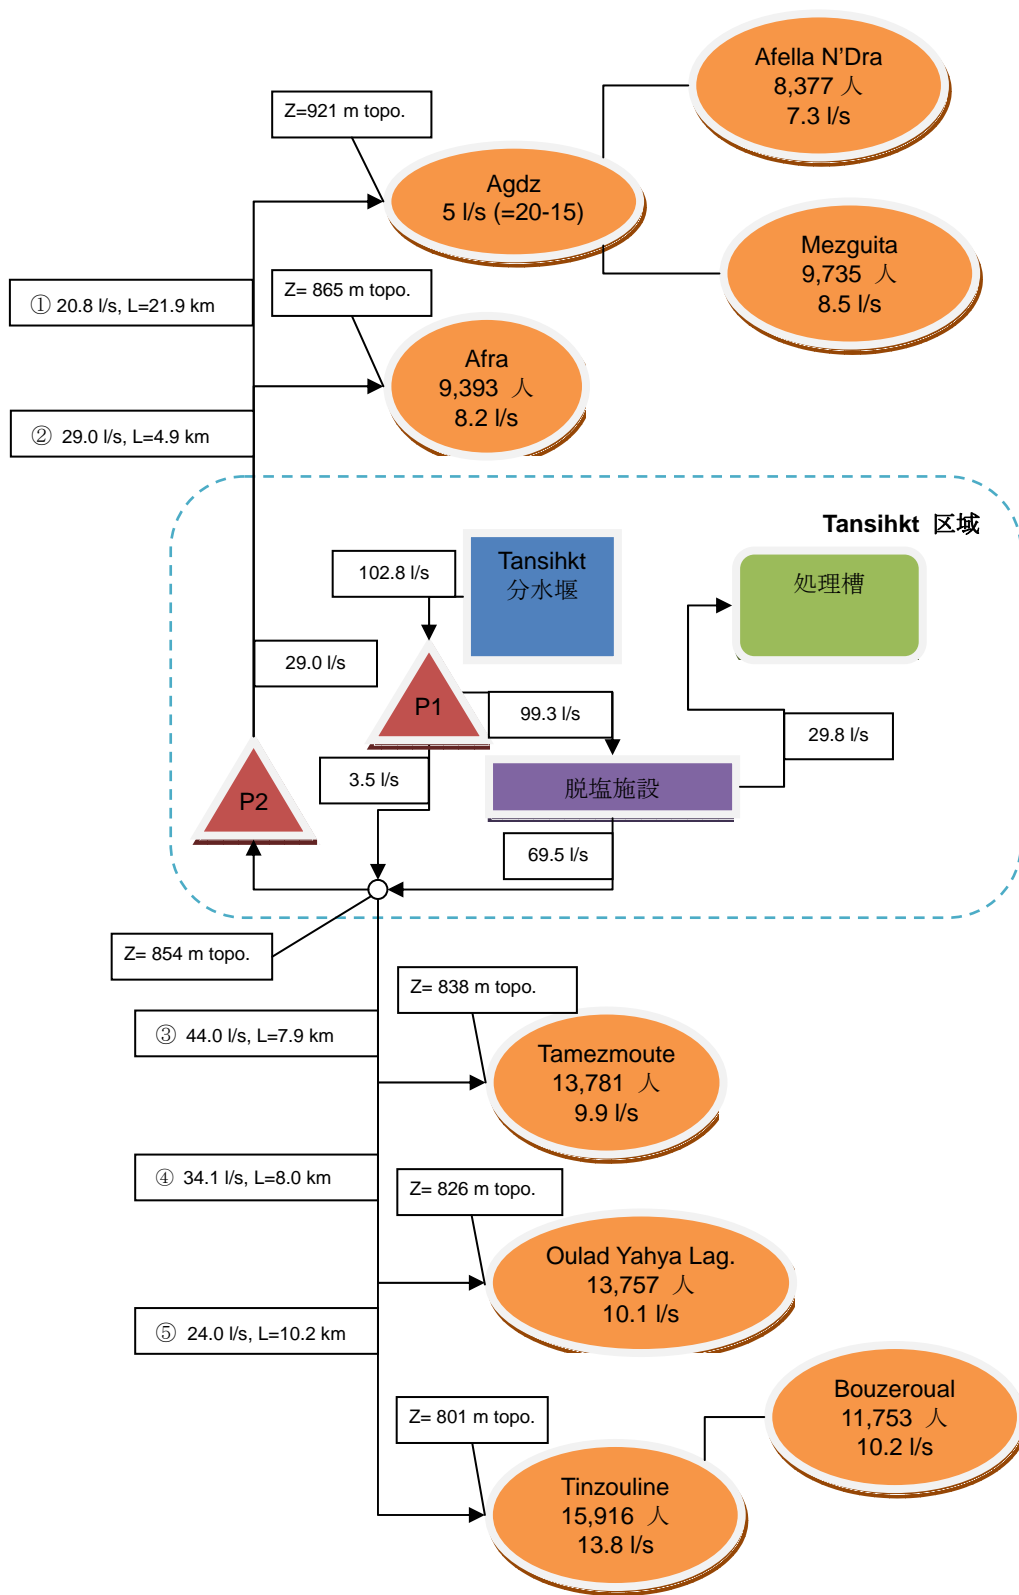 Afella N'Dra
8,377 人
7.3 l/s
Z=921 m topo.
Agdz
5 l/s (=20-15)
Mezguita
9,735 人
8.5 l/s
① 20.8 l/s, L=21.9 km
Z= 865 m topo.
Afra
9,393 人
8.2 l/s
② 29.0 l/s, L=4.9 km
Tansihkt 区域
102.8 l/s
Tansihkt
分水堰
処理槽
29.0 l/s
P1
99.3 l/s
29.8 l/s
3.5 l/s
P2
脱塩施設
69.5 l/s
Z= 854 m topo.
Z= 838 m topo.
③ 44.0 l/s, L=7.9 km
Tamezmoute
13,781 人
9.9 l/s
④ 34.1 l/s, L=8.0 km
Z= 826 m topo.
Oulad Yahya Lag.
13,757 人
10.1 l/s
⑤ 24.0 l/s, L=10.2 km
Bouzeroual
11,753 人
10.2 l/s
Z= 801 m topo.
Tinzouline
15,916 人
13.8 l/s